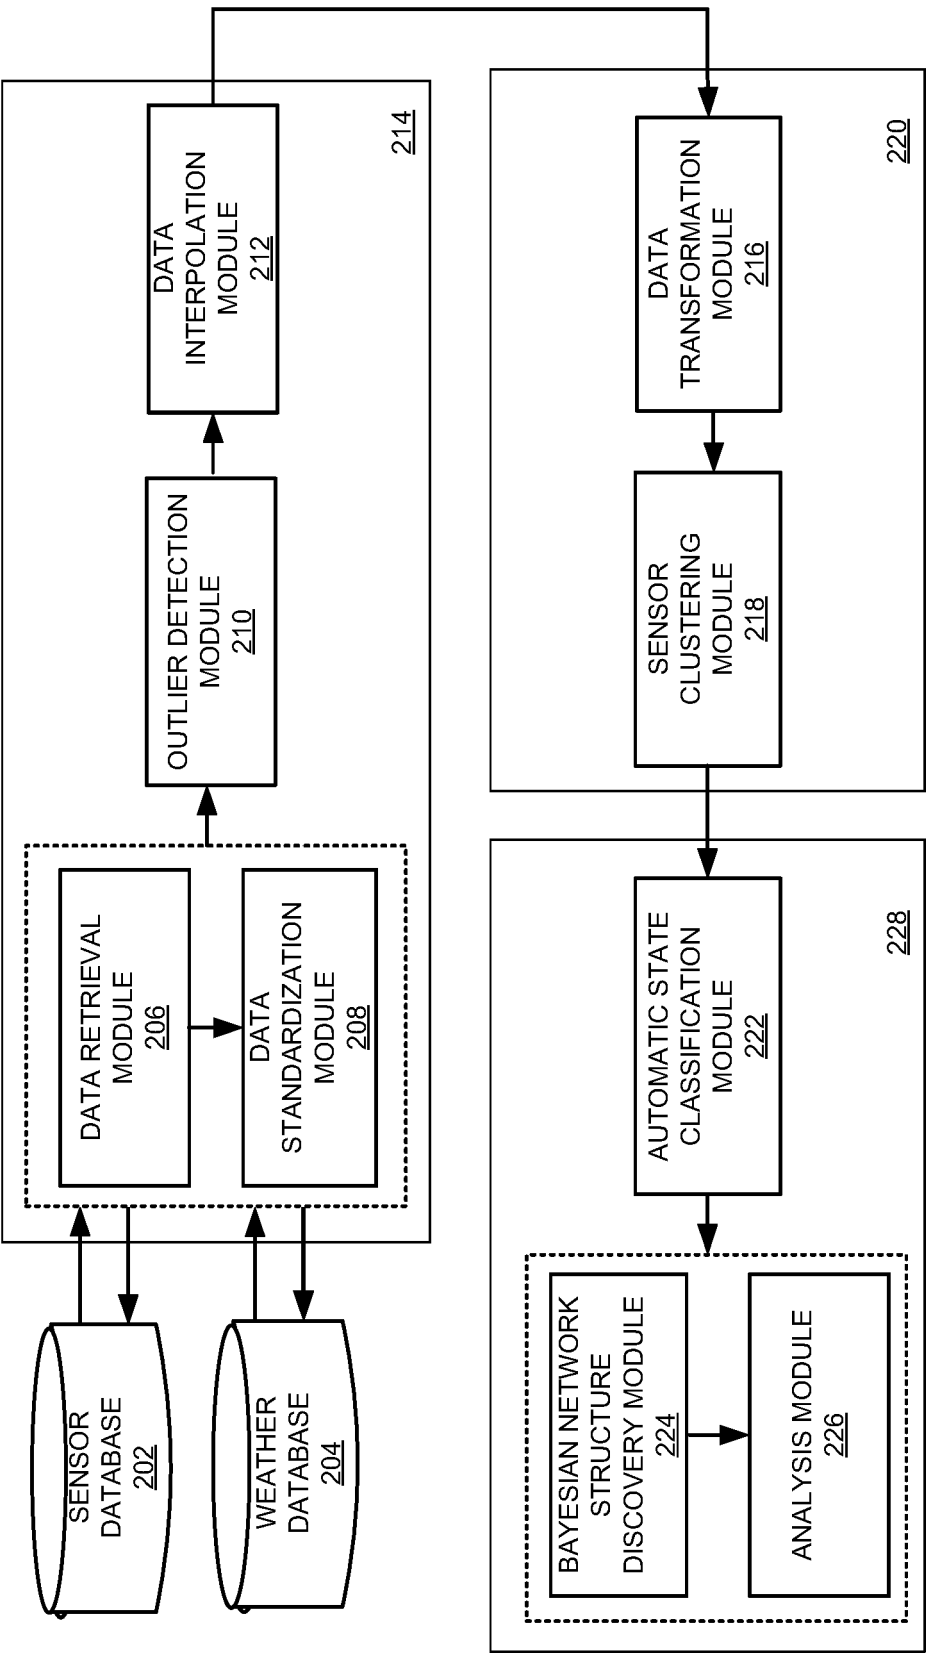 SENSOR
DATABASE
202
WEATHER
DATABASE
204
DATA RETRIEVAL
MODULE
206
DATA
STANDARDIZATION
MODULE
208
OUTLIER DETECTION
MODULE
210
DATA
INTERPOLATION
MODULE
212
214
DATA
TRANSFORMATION
MODULE
216
SENSOR
CLUSTERING
MODULE
218
220
AUTOMATIC STATE
CLASSIFICATION
MODULE
222
BAYESIAN NETWORK
STRUCTURE
DISCOVERY MODULE
224
ANALYSIS MODULE
226
228